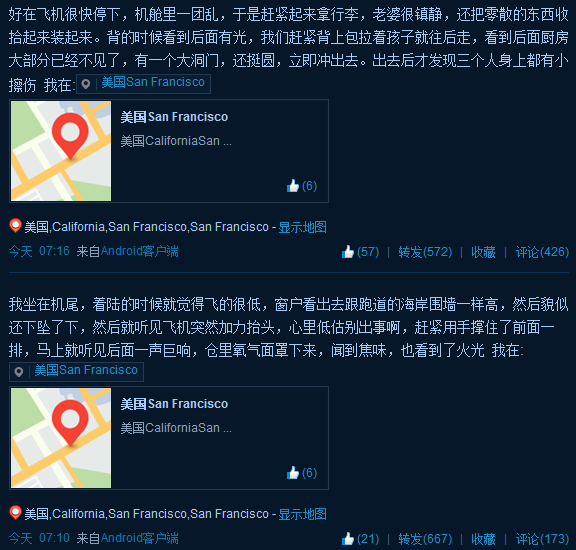 好在飞机很快停下，机舱里一团乱，于是赶紧起来拿行李，老婆很镇静，还把零散的东西收
拾起来装起来。背的时候看到后面有光，我们赶紧背上包拉着孩子就往后走，看到后面厨房
大部分已经不见了，有一个大洞门，还挺圆，立即冲出去。出去后才发现三个人身上都有小
擦伤 我在: 美国San Francisco
美国San Francisco
美国CaliforniaSan ...
(6)
美国,California,San Francisco,San Francisco - 显示地图
今天 07:16 来自Android客户端 (57) | 转发(572) | 收藏 | 评论(426)
我坐在机尾，着陆的时候就觉得飞的很低，窗户看出去跟跑道的海岸围墙一样高，然后貌似
还下坠了下，然后就听见飞机突然加力抬头，心里低估别出事啊，赶紧用手撑住了前面一
排，马上就听见后面一声巨响，仓里氧气面罩下来，闻到焦味，也看到了火光 我在:
美国San Francisco
美国San Francisco
美国CaliforniaSan ...
(6)
美国,California,San Francisco,San Francisco - 显示地图
今天 07:10 来自Android客户端 (21) | 转发(667) | 收藏 | 评论(173)